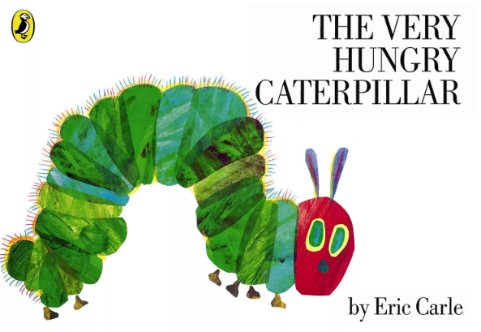 THE VERY
HUNGRY
CATERPILLAR
by Eric Carle